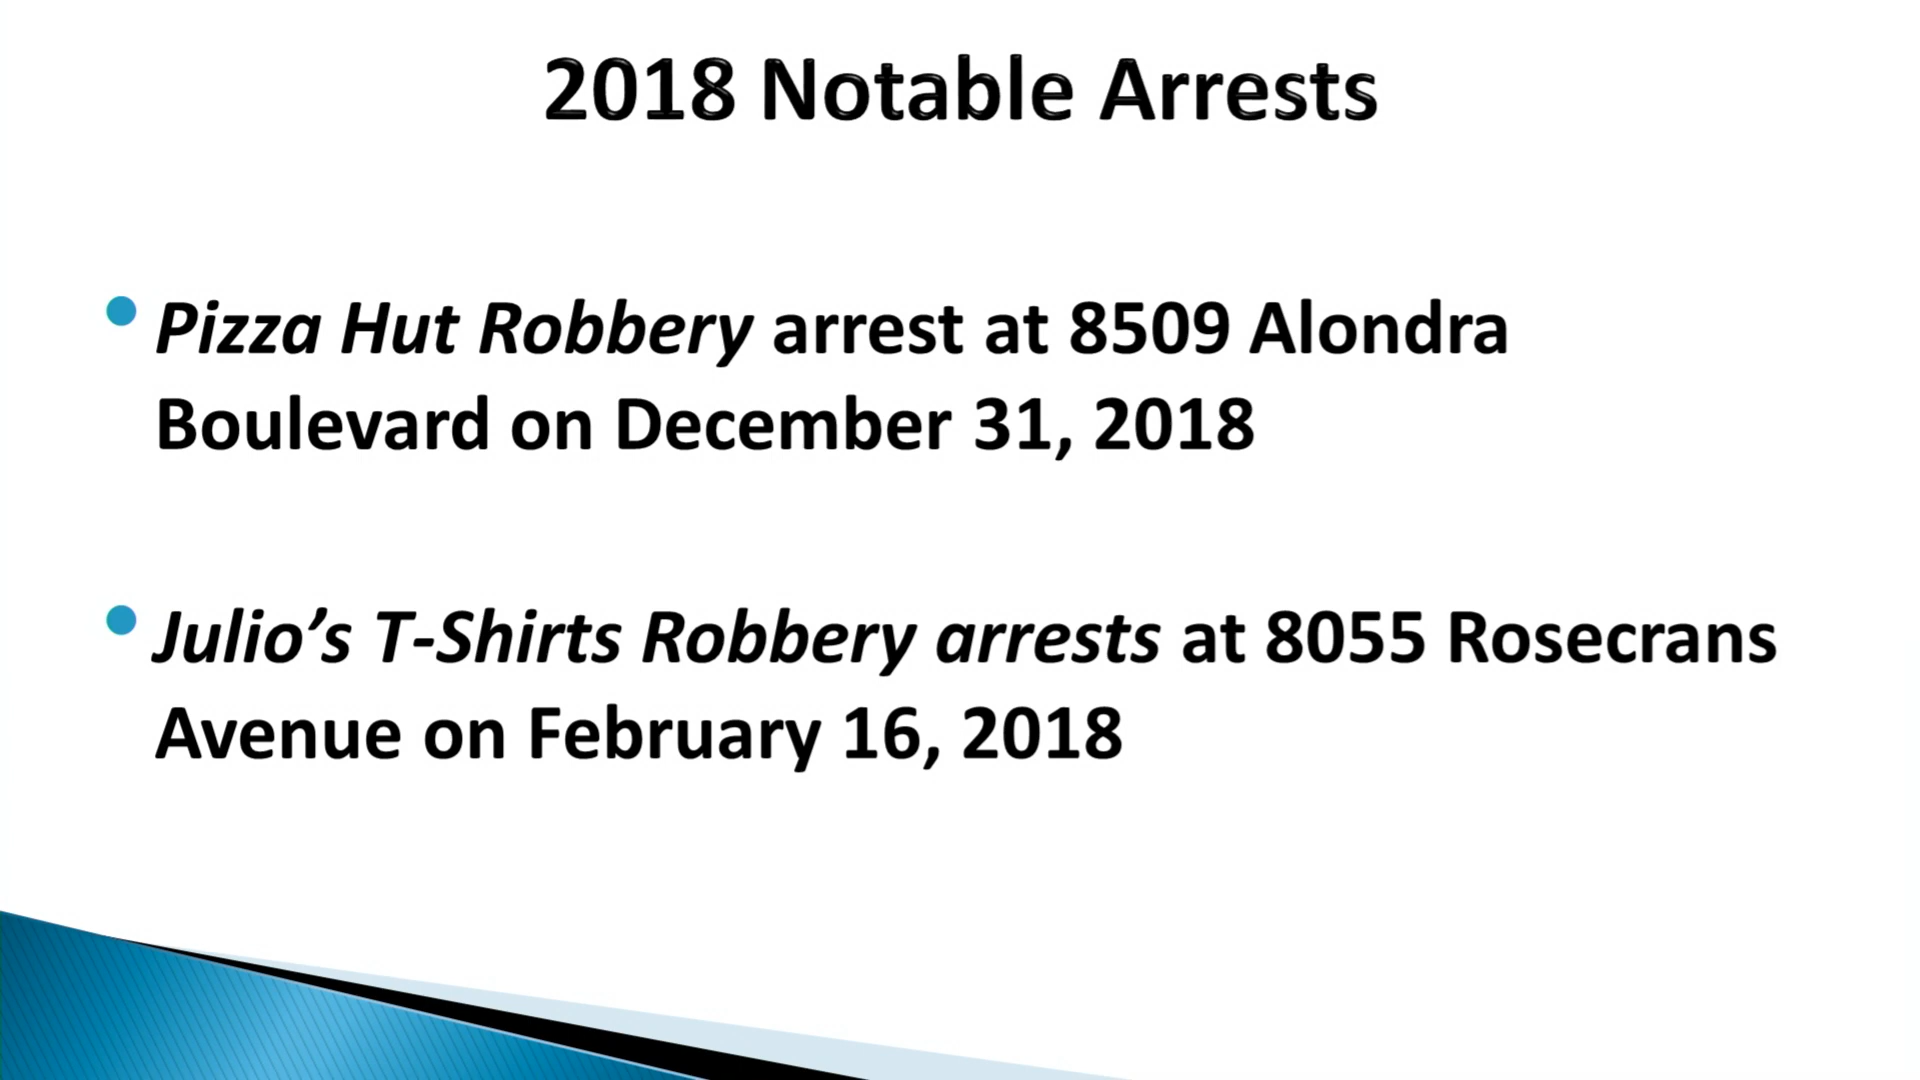 2018 Notable Arrests
Pizza Hut Robbery arrest at 8509 Alondra
Boulevard on December 31, 2018
Julio’s T-Shirts Robbery arrests at 8055 Rosecrans
Avenue on February 16, 2018